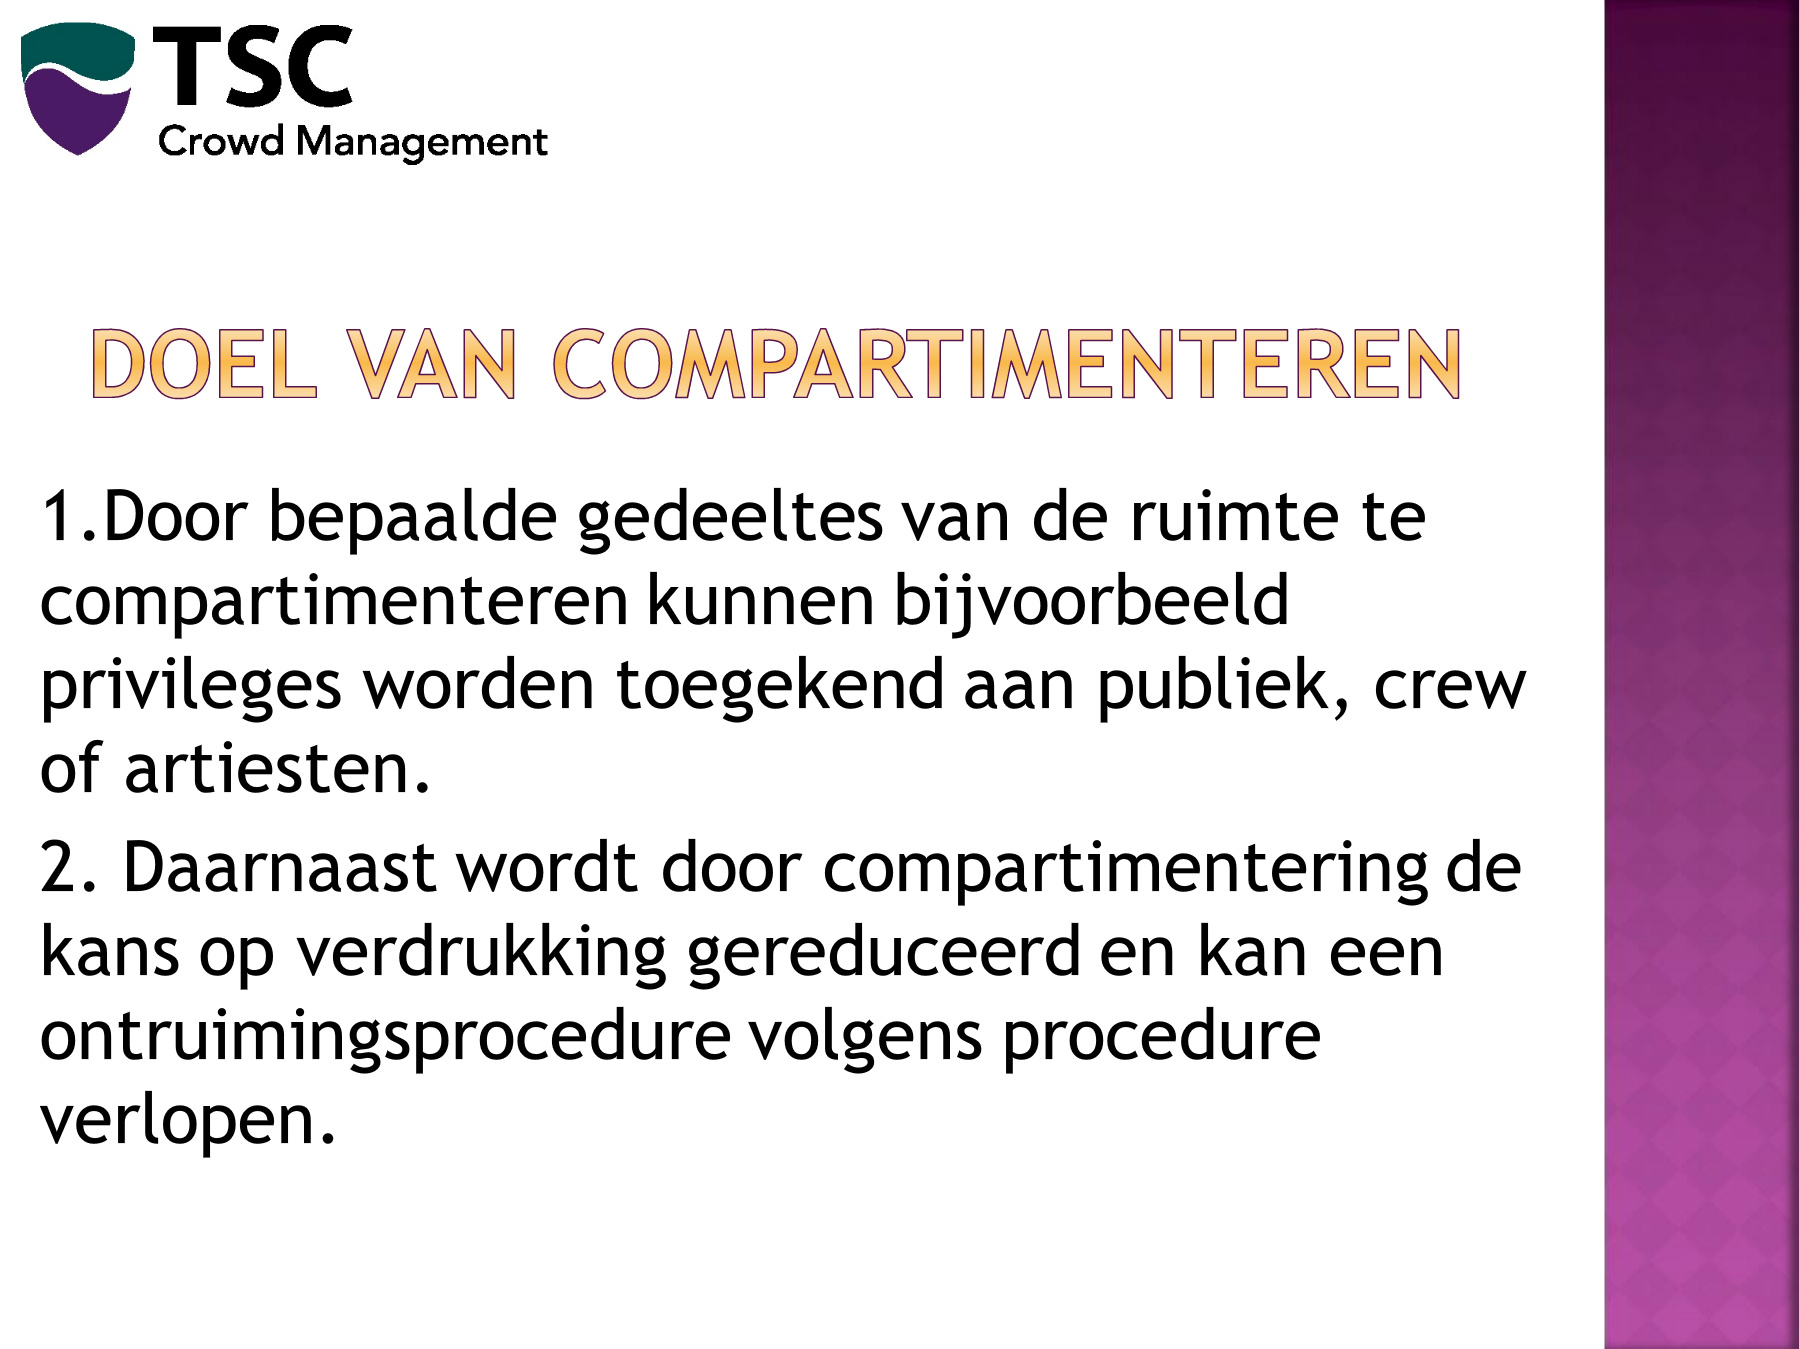 TSC
Crowd Management
DOEL VAN COMPARTIMENTEREN
1.Door bepaalde gedeeltes van de ruimte te
compartimenteren kunnen bijvoorbeeld
privileges worden toegekend aan publiek, crew
of artiesten.
2. Daarnaast wordt door compartimentering de
kans op verdrukking gereduceerd en kan een
ontruimingsprocedure volgens procedure
verlopen.